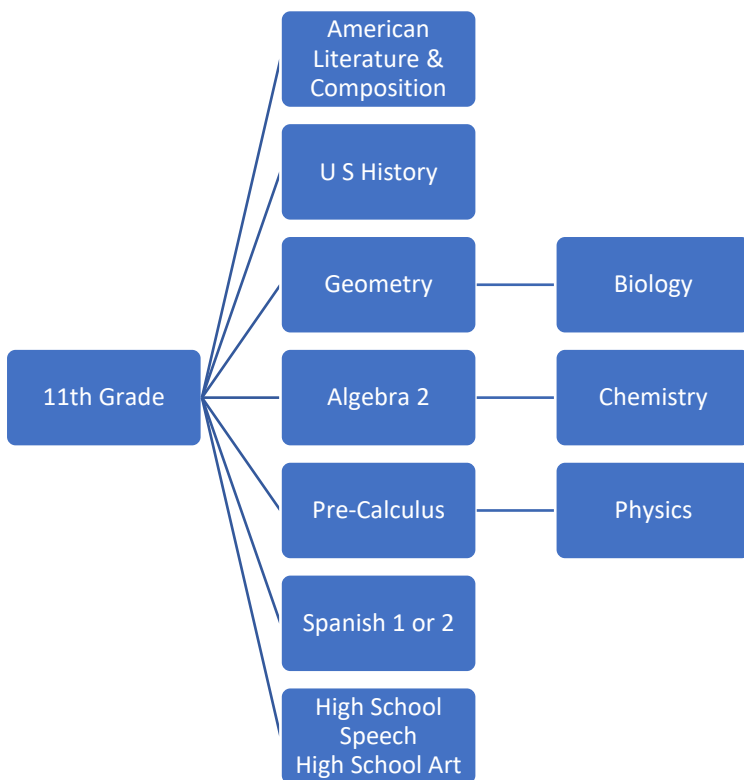 American
Literature &
Composition
U S History
Geometry
Biology
11th Grade
Algebra 2
Chemistry
Pre-Calculus
Physics
Spanish 1 or 2
High School
Speech
High School Art